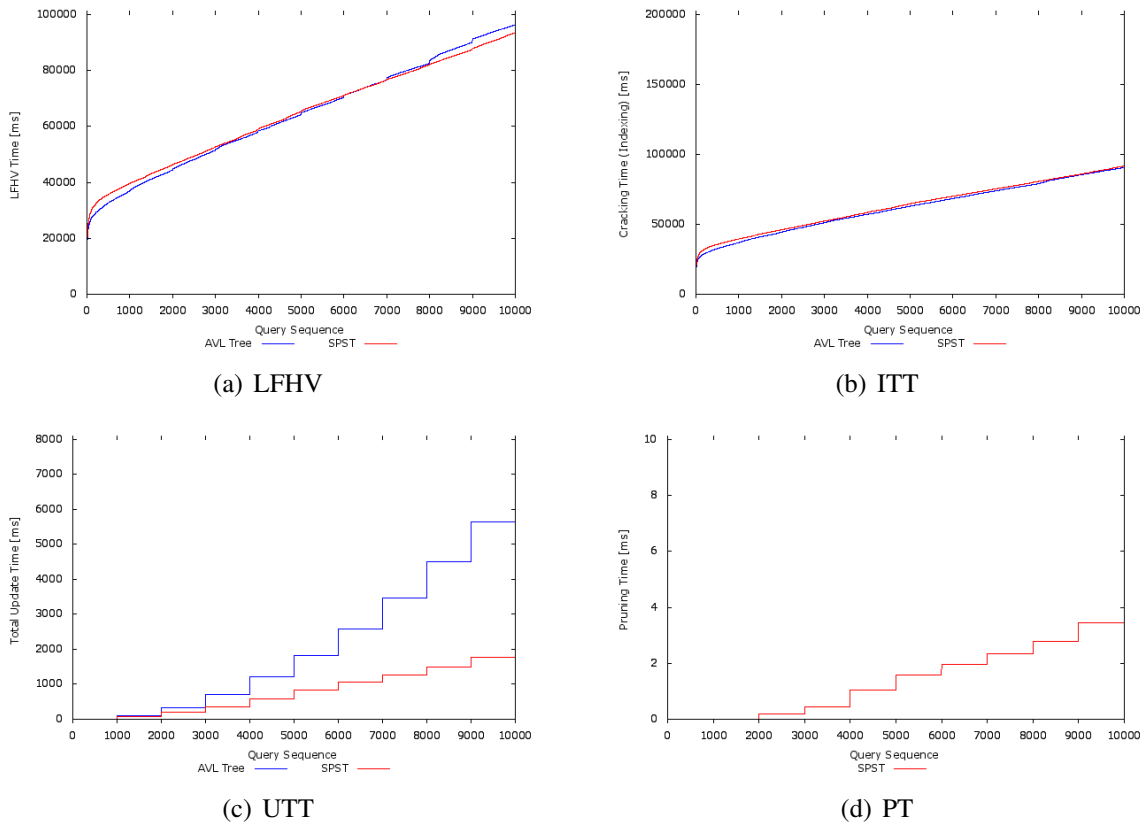 100000
80000
60000
40000
20000
0
LFHV Time [ms]
0 1000 2000 3000 4000 5000 6000 7000 8000 9000 10000
Query Sequence
AVL Tree SPST
(a) LFHV
200000
150000
100000
50000
0
Cracking Time (Indexing) [ms]
0 1000 2000 3000 4000 5000 6000 7000 8000 9000 10000
Query Sequence
AVL Tree SPST
(b) ITT
8000
7000
6000
5000
4000
3000
2000
1000
0
Total Update Time [ms]
0 1000 2000 3000 4000 5000 6000 7000 8000 9000 10000
Query Sequence
AVL Tree SPST
(c) UTT
10
8
6
4
2
0
Pruning Time [ms]
0 1000 2000 3000 4000 5000 6000 7000 8000 9000 10000
Query Sequence
SPST
(d) PT